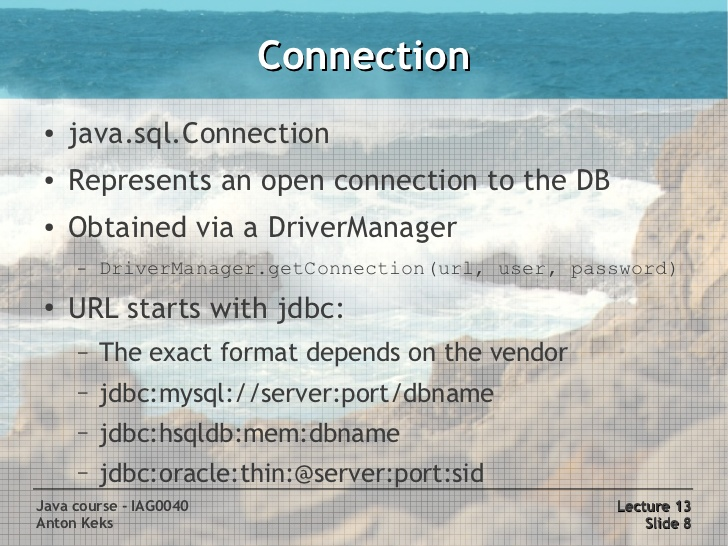 Connection
• java.sql.Connection
• Represents an open connection to the DB
• Obtained via a DriverManager
– DriverManager.getConnection(url, user, password)
• URL starts with jdbc:
– The exact format depends on the vendor
– jdbc:mysql://server:port/dbname
– jdbc:hsqldb:mem:dbname
– jdbc:oracle:thin:@server:port:sid
Java course - IAG0040
Anton Keks
Lecture 13
Slide 8